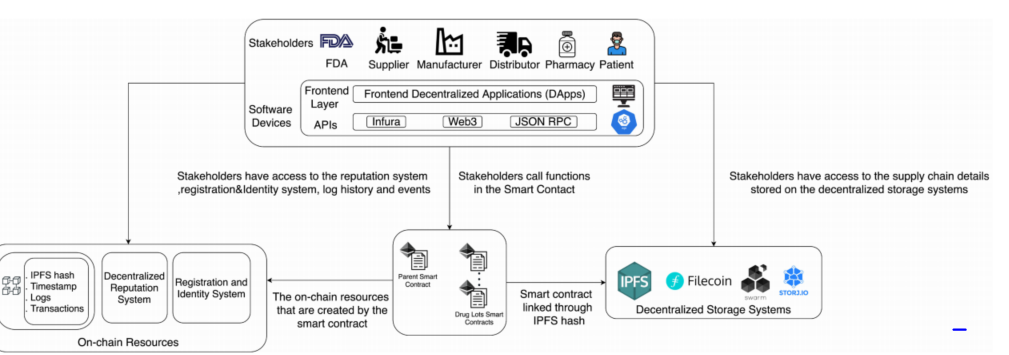 Stakeholders
FDA
FDA
Supplier
Manufacturer
Distributor
Pharmacy
Patient
Software
Devices
Frontend
Layer
Frontend Decentralized Applications (DApps)
APIs
Infura
Web3
JSON RPC
Stakeholders have access to the reputation system
,registration&Identity system, log history and events
Stakeholders call functions
in the Smart Contact
Stakeholders have access to the supply chain details
stored on the decentralized storage systems
. IPFS hash
. Timestamp
. Logs
. Transactions
Decentralized
Reputation
System
Registration and
Identity System
On-chain Resources
The on-chain resources
that are created by the
smart contract
Parent Smart
Contract
Drug Lots Smart
Contracts
Smart contract
linked through
IPFS hash
IPFS
Filecoin
swarm
STORJ.IO
Decentralized Storage Systems